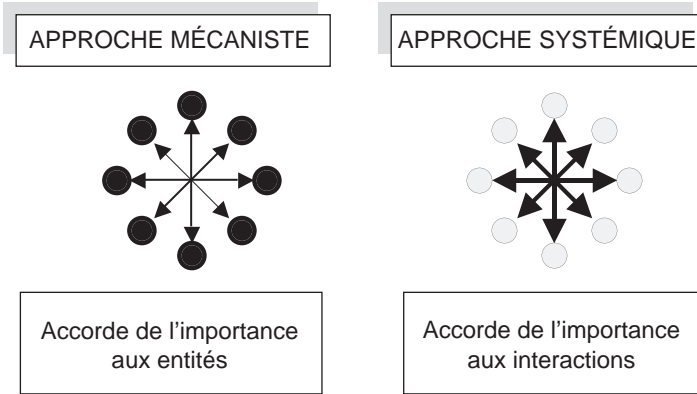 APPROCHE MÉCANISTE
APPROCHE SYSTÉMIQUE
Accorde de l’importance
aux entités
Accorde de l’importance
aux interactions